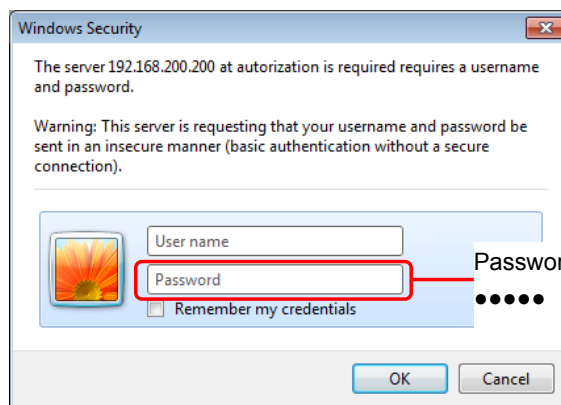 Windows Security
The server 192.168.200.200 at autorization is required requires a username
and password.
Warning: This server is requesting that your username and password be
sent in an insecure manner (basic authentication without a secure
connection).
User name
Password
Passwor
●●●●●
Remember my credentials
OK
Cancel